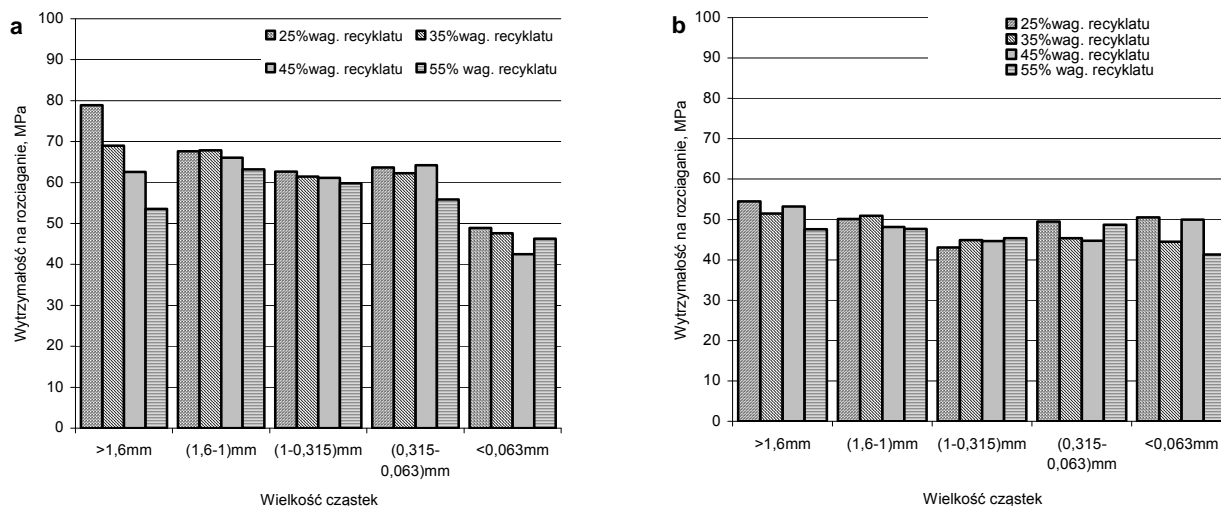 a
100
90
80
70
60
50
40
30
20
10
0
Wytrzymałość na rozciaganie, MPa
25%wag. recyklatu
35%wag. recyklatu
45%wag. recyklatu
55% wag. recyklatu
>1,6mm
(1,6-1)mm
(1-0,315)mm
(0,315-
0,063)mm
<0,063mm
Wielkość cząstek
b
100
90
80
70
60
50
40
30
20
10
0
Wytrzymałość na rozciaganie, MPa
25%wag. recyklatu
35%wag. recyklatu
45%wag. recyklatu
55% wag. recyklatu
>1,6mm
(1,6-1)mm
(1-0,315)mm
(0,315-
0,063)mm
<0,063mm
Wielkość cząstek